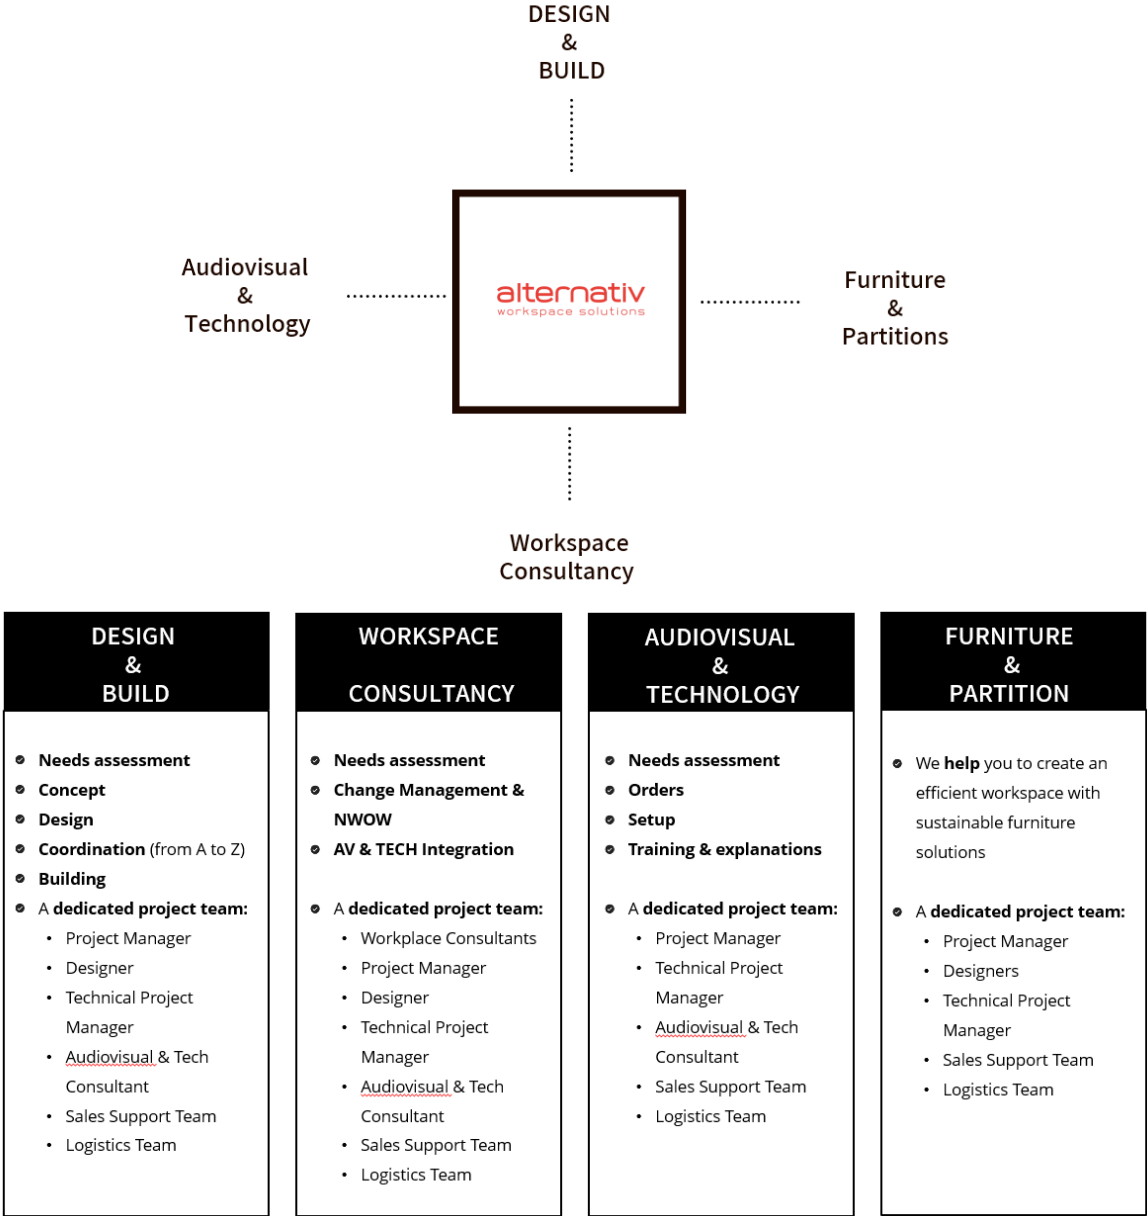 DESIGN
&
BUILD
Audiovisual
&
Technology
alternativ
workspace solutions
Furniture
&
Partitions
Workspace
Consultancy
DESIGN
&
BUILD
Needs assessment
Concept
Design
Coordination (from A to Z)
Building
A dedicated project team:
• Project Manager
• Designer
• Technical Project
Manager
• Audiovisual & Tech
Consultant
• Sales Support Team
• Logistics Team
WORKSPACE
CONSULTANCY
Needs assessment
Change Management &
NWOW
AV & TECH Integration
A dedicated project team:
• Workplace Consultants
• Project Manager
• Designer
• Technical Project
Manager
• Audiovisual & Tech
Consultant
• Sales Support Team
• Logistics Team
AUDIOVISUAL
&
TECHNOLOGY
Needs assessment
Orders
Setup
Training & explanations
A dedicated project team:
• Project Manager
• Technical Project
Manager
• Audiovisual & Tech
Consultant
• Sales Support Team
• Logistics Team
FURNITURE
&
PARTITION
We help you to create an
efficient workspace with
sustainable furniture
solutions
A dedicated project team:
• Project Manager
• Designers
• Technical Project
Manager
• Sales Support Team
• Logistics Team